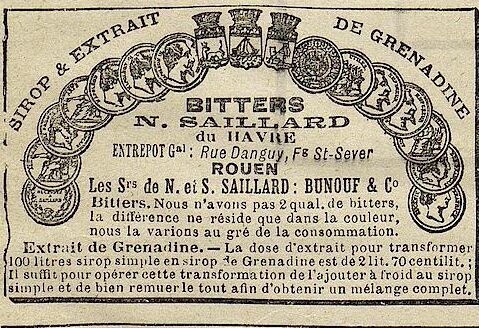 SIROP & EXTRAIT DE GRENADINE
BITTERS
N. SAILLARD
du HAVRE
ENTREPOT Gal : Rue Danguy, Fg St-Sever
ROUEN
Les Srs de N. et S. SAILLARD : BUNOUF & Co
Bitters. Nous n'avons pas 2 qual. de bitters,
la différence ne réside que dans la couleur,
nous la varions au gré de la consommation.
Extrait de Grenadine. — La dose d'extrait pour transformer
100 litres sirop simple en sirop de Grenadine est de 2 lit. 70 centilit. ;
Il suffit pour opérer cette transformation de l'ajouter à froid au sirop
simple et de bien remuer le tout afin d'obtenir un mélange complet.